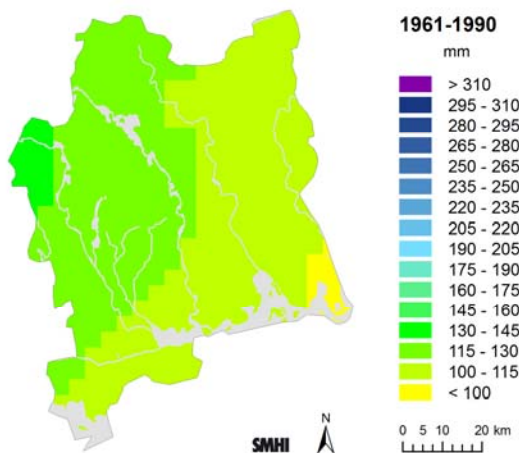 1961-1990
mm
> 310
295 - 310
280 - 295
265 - 280
250 - 265
235 - 250
220 - 235
205 - 220
190 - 205
175 - 190
160 - 175
145 - 160
130 - 145
115 - 130
100 - 115
< 100
SMHI
N
0 5 10 20 km